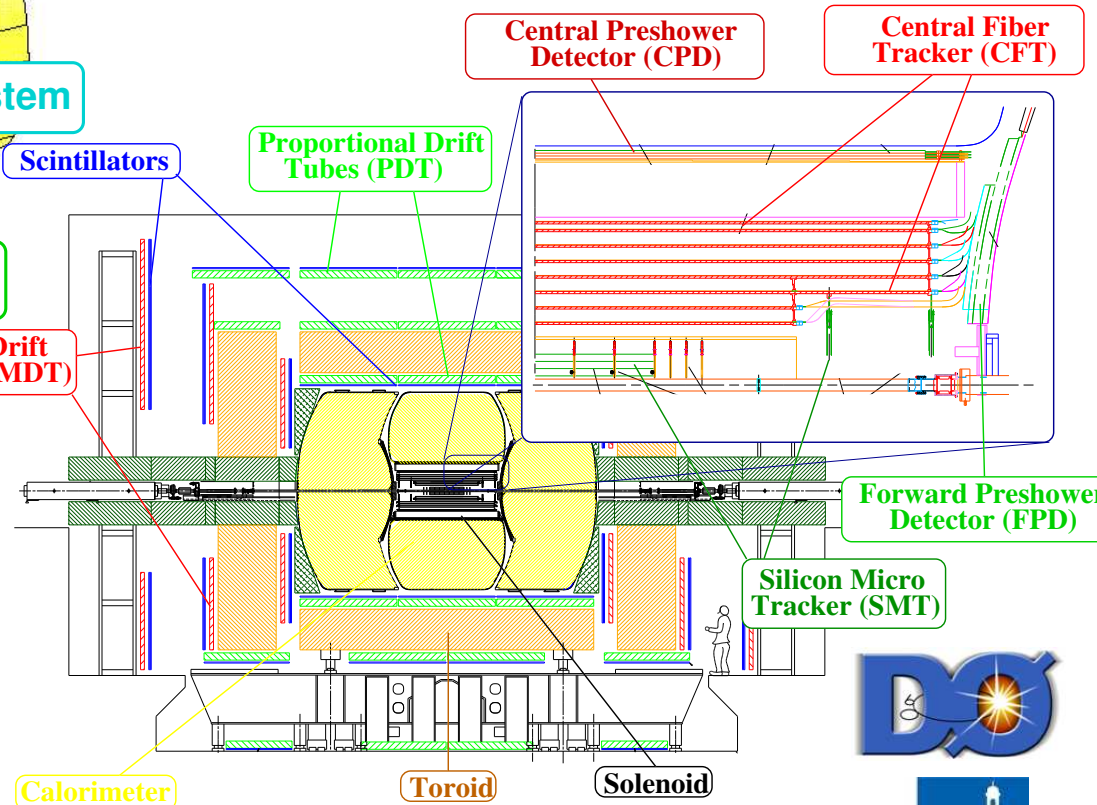 Central Preshower
Detector (CPD)
Central Fiber
Tracker (CFT)
stem
Scintillators
Proportional Drift
Tubes (PDT)
Drift
MDT)
Forward Preshower
Detector (FPD)
Silicon Micro
Tracker (SMT)
DØ
Calorimeter
Toroid
Solenoid